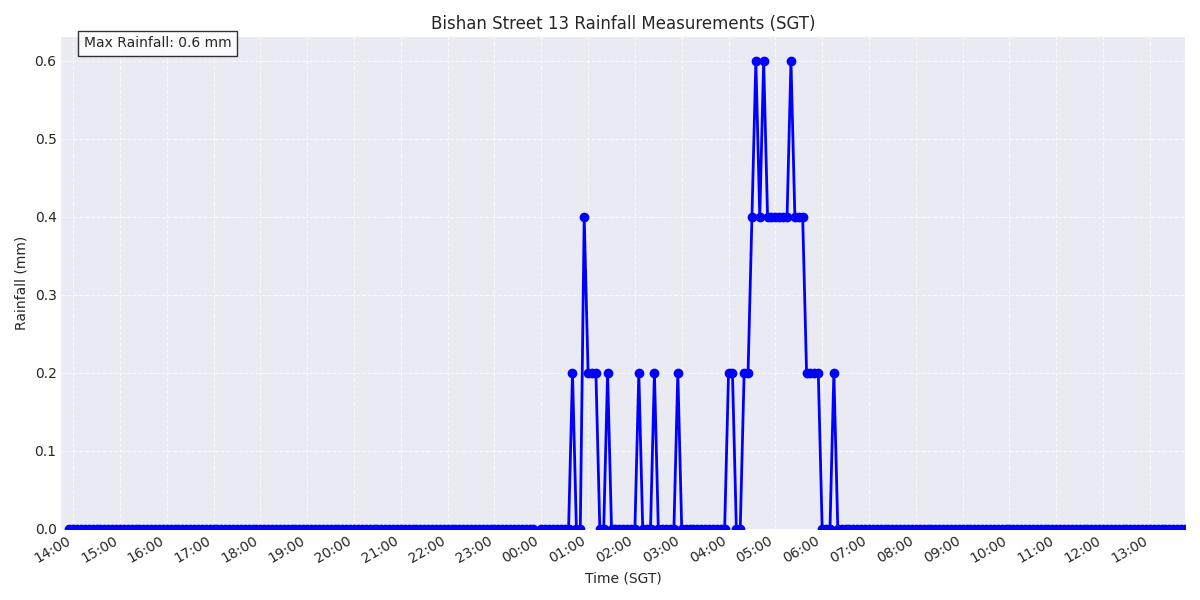 Bishan Street 13 Rainfall Measurements (SGT)
Max Rainfall: 0.6 mm
0.6
0.5
0.4
0.3
0.2
0.1
0.0
Rainfall (mm)
14:00 15:00 16:00 17:00 18:00 19:00 20:00 21:00 22:00 23:00 00:00 01:00 02:00 03:00 04:00 05:00 06:00 07:00 08:00 09:00 10:00 11:00 12:00 13:00
Time (SGT)